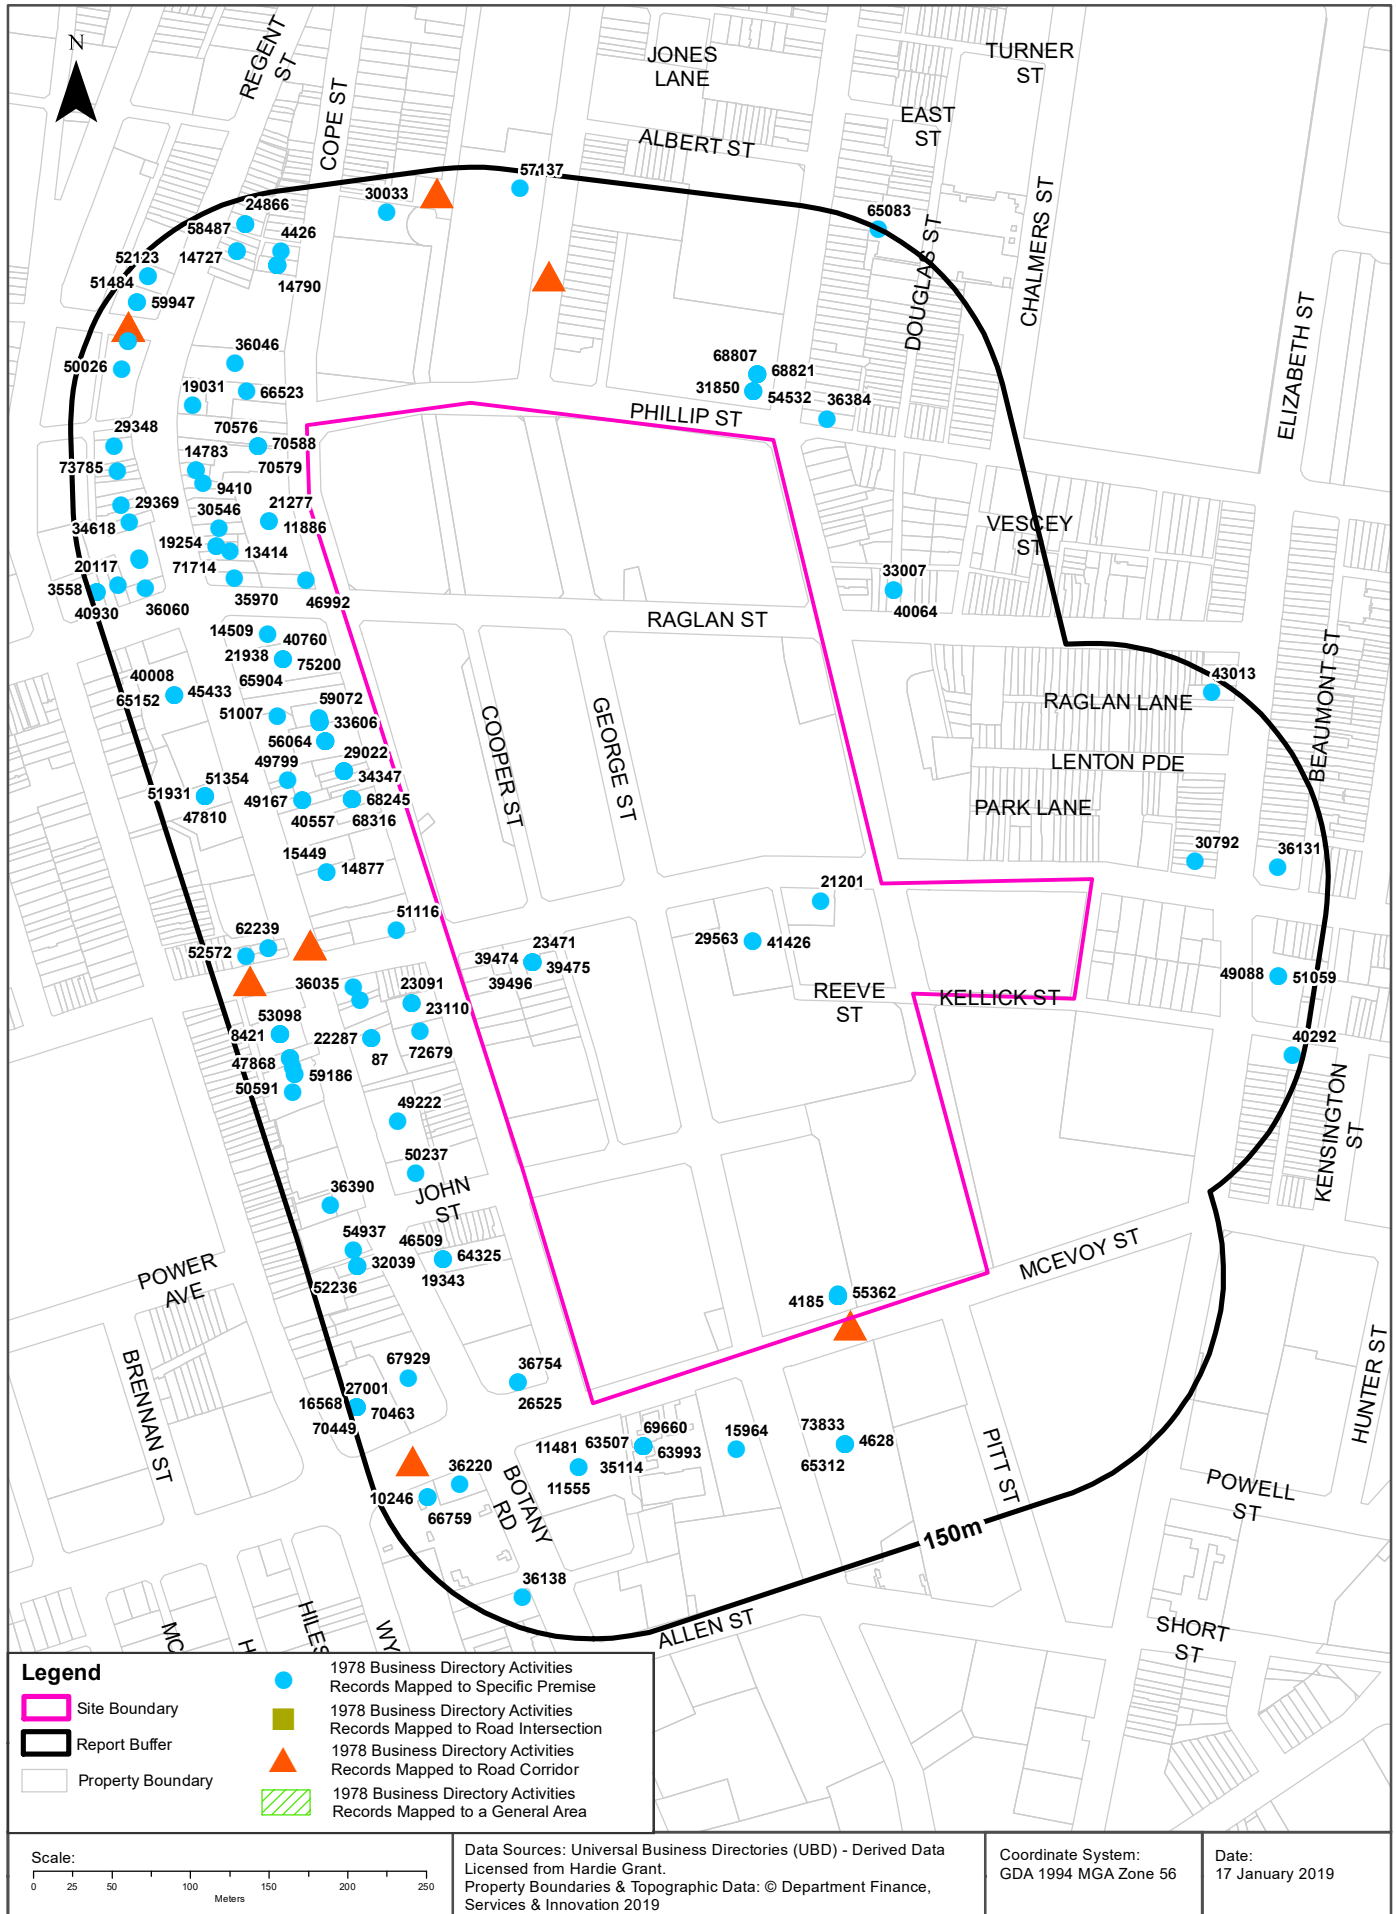 N
REGENT
ST
COPE ST
JONES
LANE
TURNER
ST
EAST
ST
ALBERT ST
57137
30033
24866
58487
4426
14727
14790
65083
DOUGLAS ST
CHALMERS ST
ELIZABETH ST
52123
51484
59947
50026
36046
19031
66523
68807
68821
31850
54532
36384
PHILLIP ST
29348
70576
70588
14783
70579
73785
9410
29369
21277
30546
11886
34618
VESCEY
ST
19254
13414
20117
71714
3558
35970
46992
40930
36060
33007
40064
RAGLAN ST
14509
40760
21938
75200
65904
40008
45433
65152
BEAUMONT ST
43013
RAGLAN LANE
59072
51007
33606
COOPER ST
GEORGE ST
56064
29022
49799
34347
LENTON PDE
51354
51931
49167
68245
47810
40557
68316
PARK LANE
15449
14877
30792
36131
21201
51116
62239
52572
29563
41426
23471
39474
39475
39496
49088
51059
36035
23091
23110
REEVE
ST
KELLICK ST
53098
8421
22287
87
72679
40292
47868
59186
50591
KENSINGTON
ST
49222
50237
JOHN
ST
36390
54937
46509
64325
32039
19343
52236
POWER
AVE
MCEVOY ST
4185
55362
BRENNAN ST
67929
36754
27001
16568
70463
26525
70449
HUNTER ST
11481
63507
69660
63993
35114
11555
15964
73833
4628
65312
PITT ST
36220
10246
66759
BOTANY
RD
POWELL
ST
150m
36138
ALLEN ST
SHORT
ST
MC
H
HILES
WY
Legend
Site Boundary
Report Buffer
Property Boundary
1978 Business Directory Activities
Records Mapped to Specific Premise
1978 Business Directory Activities
Records Mapped to Road Intersection
1978 Business Directory Activities
Records Mapped to Road Corridor
1978 Business Directory Activities
Records Mapped to a General Area
Scale:
0 25 50 100 150 200 250
Meters
Data Sources: Universal Business Directories (UBD) - Derived Data
Licensed from Hardie Grant.
Property Boundaries & Topographic Data: © Department Finance,
Services & Innovation 2019
Coordinate System:
GDA 1994 MGA Zone 56
Date:
17 January 2019